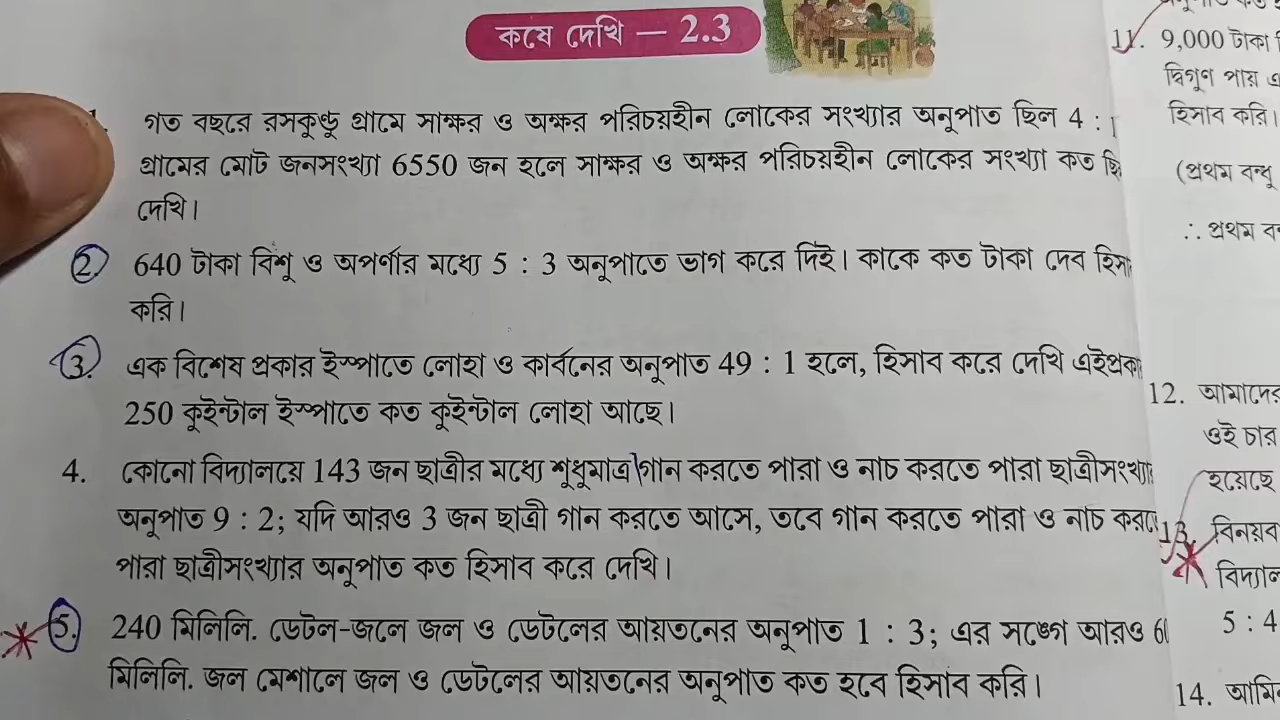 কষে দেখি — 2.3
গত বছরে রসকুণ্ডু গ্রামে সাক্ষর ও অক্ষর পরিচয়হীন লোকের সংখ্যার অনুপাত ছিল 4 :
গ্রামের মোট জনসংখ্যা 6550 জন হলে সাক্ষর ও অক্ষর পরিচয়হীন লোকের সংখ্যা কত
দেখি।
2 640 টাকা বিশু ও অপর্ণার মধ্যে 5 : 3 অনুপাতে ভাগ করে দিই। কাকে কত টাকা দেব
করি।
3. এক বিশেষ প্রকার ইস্পাতে লোহা ও কার্বনের অনুপাত 49 : 1 হলে, হিসাব করে দেখি
250 কুইন্টাল ইস্পাতে কত কুইন্টাল লোহা আছে।
4. কোনো বিদ্যালয়ে 143 জন ছাত্রীর মধ্যে শুধুমাত্র গান করতে পারা ও নাচ করতে পারা
অনুপাত 9 : 2; যদি আরও 3 জন ছাত্রী গান করতে আসে, তবে গান করতে পারা ও নাচ
পারা ছাত্রীসংখ্যার অনুপাত কত হিসাব করে দেখি।
5. 240 মিলিলি. ডেটল-জলে জল ও ডেটলের আয়তনের অনুপাত 1 : 3; এর সঙ্গে আরও
মিলিলি. জল মেশালে জল ও ডেটলের আয়তনের অনুপাত কত হবে হিসাব করি।
11. 9,000 টাকা
দ্বিগুণ পায়
হিসাব করি।
(প্রথম বন্ধু
∴ প্রথম
12. আমাদের
ওই চার
হয়েছে
13.
5 : 4
14.